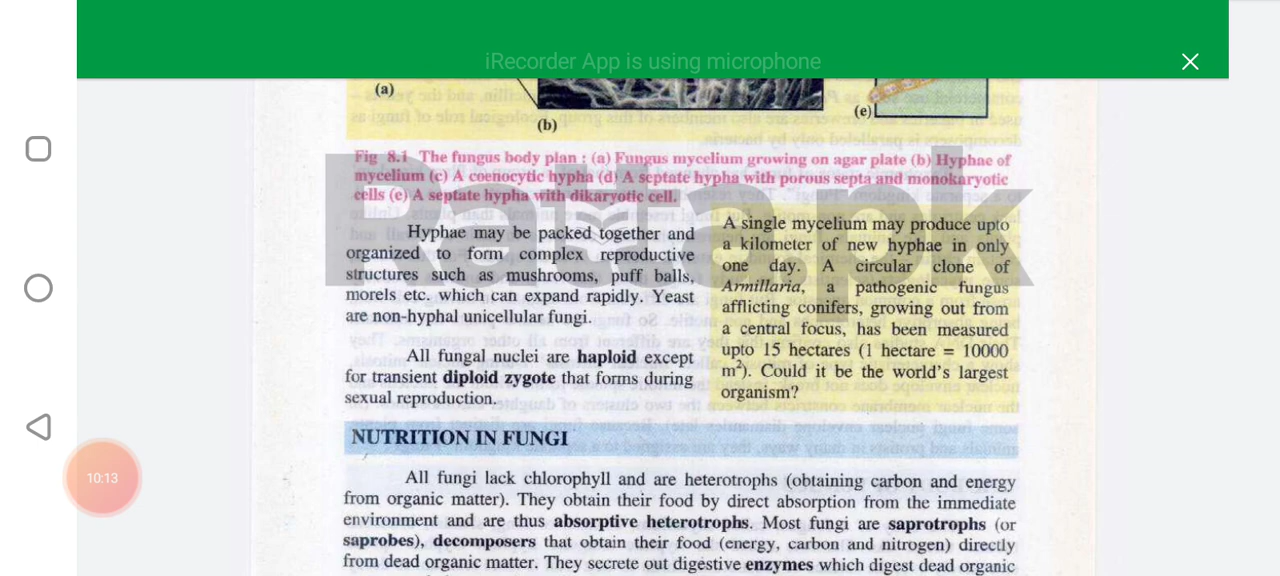 iRecorder App is using microphone
(a)
(b)
(e)
Fig 8.1 The fungus body plan : (a) Fungus mycelium growing on agar plate (b) Hyphae of
mycelium (c) A coenocytic hypha (d) A septate hypha with porous septa and monokaryotic
cells (e) A septate hypha with dikaryotic cell.
Ratta.pk
Hyphae may be packed together and
organized to form complex reproductive
structures such as mushrooms, puff balls,
morels etc. which can expand rapidly. Yeast
are non-hyphal unicellular fungi.
All fungal nuclei are haploid except
for transient diploid zygote that forms during
sexual reproduction.
A single mycelium may produce upto
a kilometer of new hyphae in only
one day. A circular clone of
Armillaria, a pathogenic fungus
afflicting conifers, growing out from
a central focus, has been measured
upto 15 hectares (1 hectare = 10000
m²). Could it be the world's largest
organism?
NUTRITION IN FUNGI
All fungi lack chlorophyll and are heterotrophs (obtaining carbon and energy
from organic matter). They obtain their food by direct absorption from the immediate
environment and are thus absorptive heterotrophs. Most fungi are saprotrophs (or
saprobes), decomposers that obtain their food (energy, carbon and nitrogen) directly
from dead organic matter. They secrete out digestive enzymes which digest dead organic
10:13